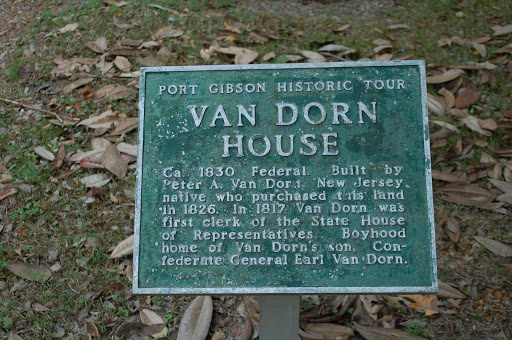 PORT GIBSON HISTORIC TOUR
VAN DORN
HOUSE
Ca. 1830 Federal. Built by
Peter A. Van Dorn, New Jersey
native who purchased this land
in 1826. In 1817 Van Dorn was
first clerk of the State House
of Representatives. Boyhood
home of Van Dorn's son, Con-
federate General Earl Van Dorn.